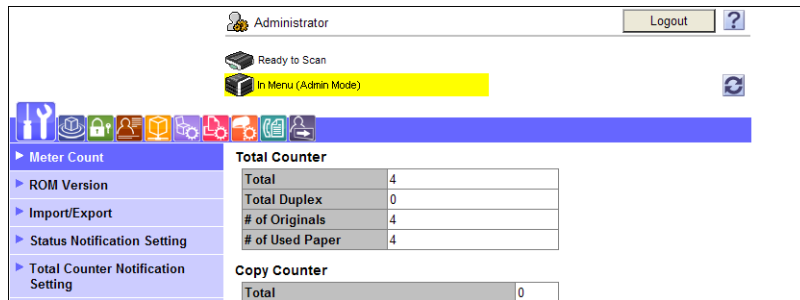 Administrator
Logout
?
Ready to Scan
In Menu (Admin Mode)
Meter Count
ROM Version
Import/Export
Status Notification Setting
Total Counter Notification
Setting
Total Counter
Total 4
Total Duplex 0
# of Originals 4
# of Used Paper 4
Copy Counter
Total 0